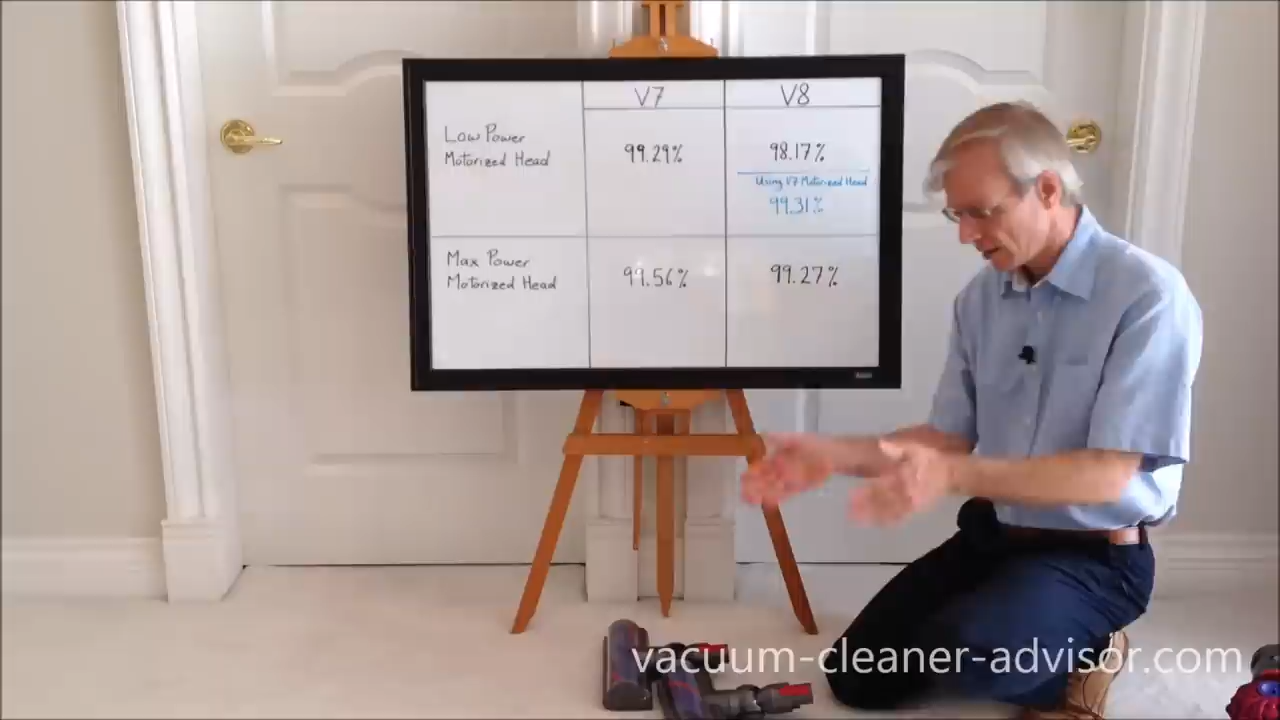 V7 V8
Low Power
Motorized Head
99.29% 98.17%
Using V7 Motorized Head
99.31%
Max Power
Motorized Head
99.56% 99.27%
vacuum-cleaner-advisor.com